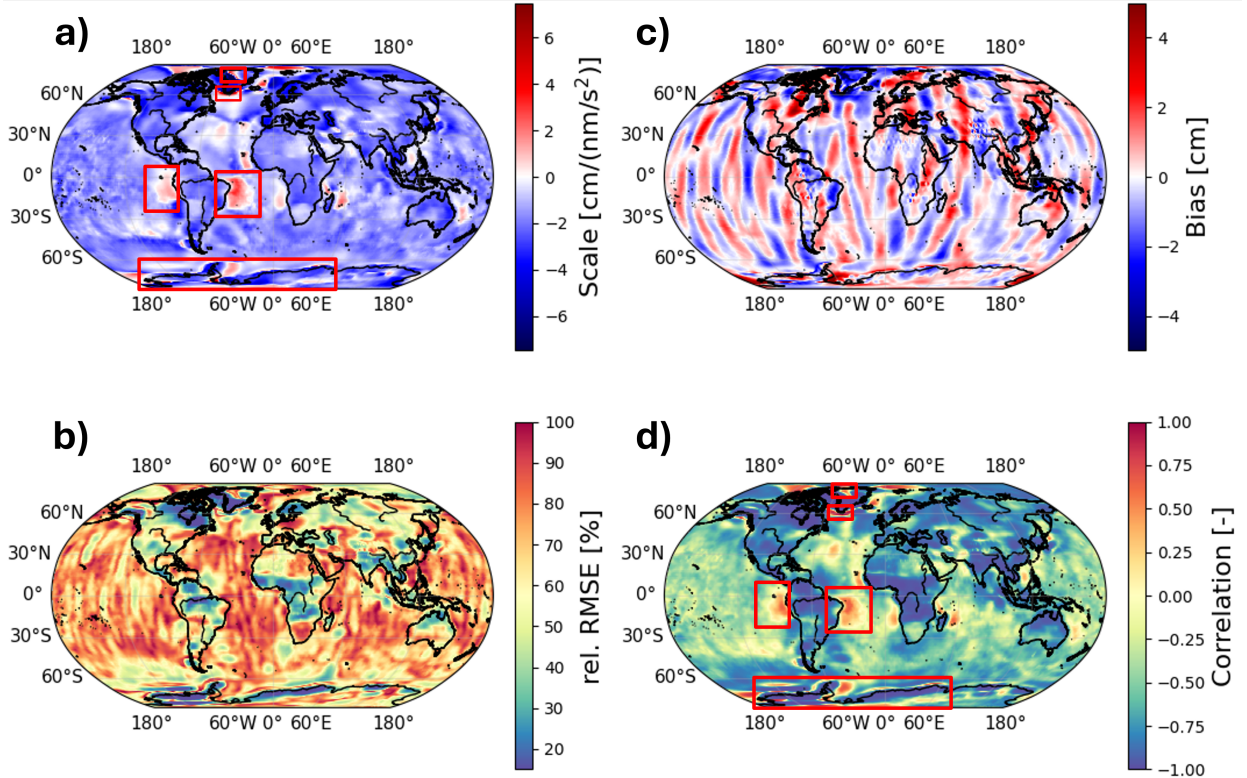 a)
180° 60°W 0° 60°E 180°
60°N
30°N
0°
30°S
60°S
180° 60°W 0° 60°E 180°
6
4
2
0
−2
−4
−6
Scale [cm/(nm/s²)]
c)
180° 60°W 0° 60°E 180°
60°N
30°N
0°
30°S
60°S
180° 60°W 0° 60°E 180°
4
2
0
−2
−4
Bias [cm]
b)
180° 60°W 0° 60°E 180°
60°N
30°N
0°
30°S
60°S
180° 60°W 0° 60°E 180°
100
90
80
70
60
50
40
30
20
rel. RMSE [%]
d)
180° 60°W 0° 60°E 180°
60°N
30°N
0°
30°S
60°S
180° 60°W 0° 60°E 180°
1.00
0.75
0.50
0.25
0.00
−0.25
−0.50
−0.75
−1.00
Correlation [-]